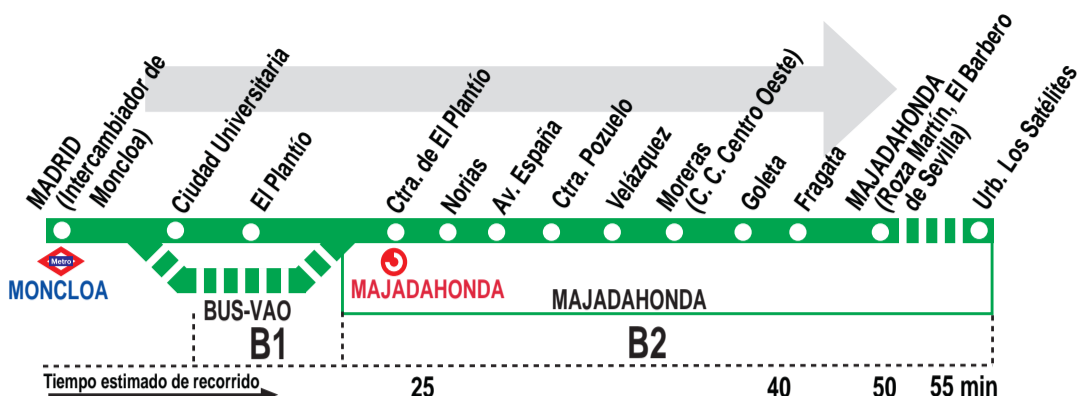 MADRID
(Intercambiador de
Moncloa)
Ciudad Universitaria
El Plantío
Ctra. de El Plantío
Norias
Av. España
Ctra. Pozuelo
Velázquez
Moreras
(C. C. Centro Oeste)
Goleta
Fragata
MAJADAHONDA
(Roza Martín, El Barbero
de Sevilla)
Urb. Los Satélites
Metro
MONCLOA
MAJADAHONDA
MAJADAHONDA
BUS-VAO
B1
B2
Tiempo estimado de recorrido
25
40
50
55 min